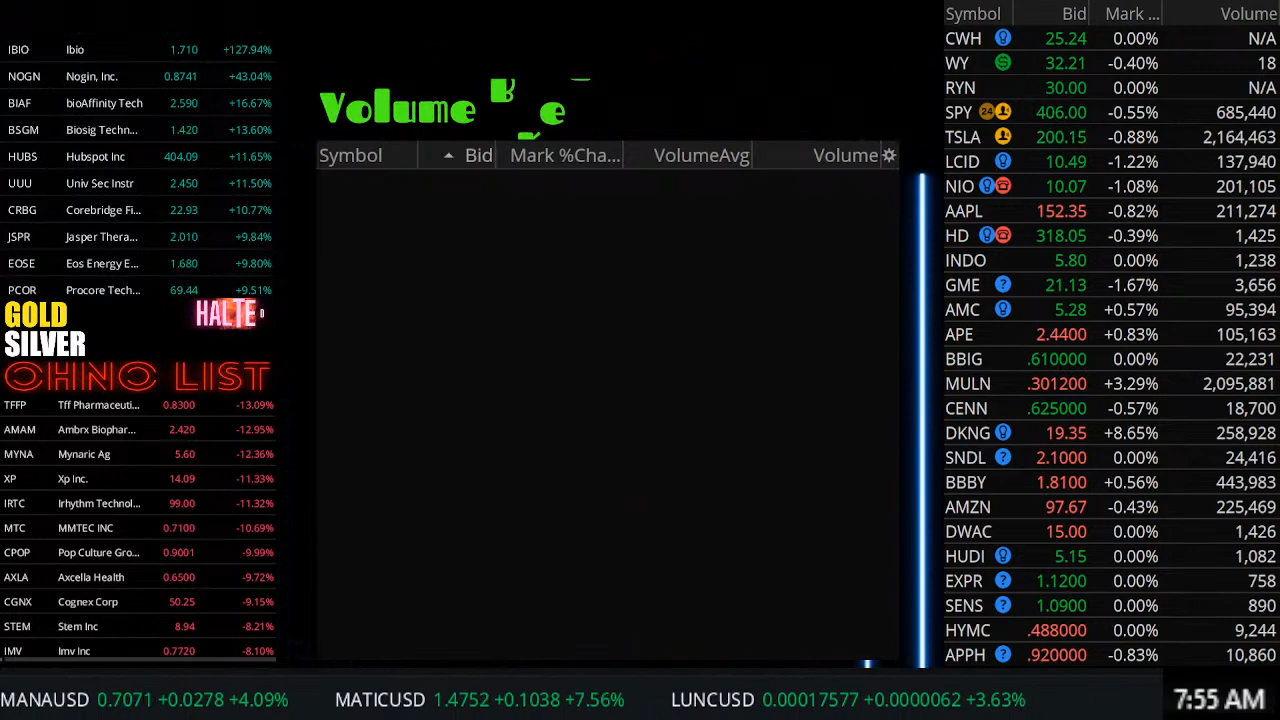 IBIO Ibio 1.710 +127.94%
NOGN Nogin, Inc. 0.8741 +43.04%
BIAF bioAffinity Tech 2.590 +16.67%
BSGM Biosig Techn... 1.420 +13.60%
HUBS Hubspot Inc 404.09 +11.65%
UUU Univ Sec Instr 2.450 +11.50%
CRBG Corebridge Fi... 22.93 +10.77%
JSPR Jasper Thera... 2.010 +9.84%
EOSE Eos Energy E... 1.680 +9.80%
PCOR Procore Tech... 69.44 +9.51%
GOLD
HALTE
SILVER
OHNO LIST
TFFP Tff Pharmaceuti... 0.8300 -13.09%
AMAM Ambrx Biophar... 2.420 -12.95%
MYNA Mynaric Ag 5.60 -12.36%
XP Xp Inc. 14.09 -11.33%
IRTC Irhythm Technol... 99.00 -11.32%
MTC MMTEC INC 0.7100 -10.69%
CPOP Pop Culture Gro... 0.9001 -9.99%
AXLA Axcella Health 0.6500 -9.72%
CGNX Cognex Corp 50.25 -9.15%
STEM Stem Inc 8.94 -8.21%
IMV Imv Inc 0.7720 -8.10%
Volume
Symbol Bid Mark %Cha... VolumeAvg Volume
Symbol Bid Mark ... Volume
CWH 25.24 0.00% N/A
WY 32.21 -0.40% 18
RYN 30.00 0.00% N/A
SPY 24 406.00 -0.55% 685,440
TSLA 200.15 -0.88% 2,164,463
LCID 10.49 -1.22% 137,940
NIO 10.07 -1.08% 201,105
AAPL 152.35 -0.82% 211,274
HD 318.05 -0.39% 1,425
INDO 5.80 0.00% 1,238
GME ? 21.13 -1.67% 3,656
AMC 5.28 +0.57% 95,394
APE 2.4400 +0.83% 105,163
BBIG .610000 0.00% 22,231
MULN .301200 +3.29% 2,095,881
CENN .625000 -0.57% 18,700
DKNG 19.35 +8.65% 258,928
SNDL ? 2.1000 0.00% 24,416
BBBY 1.8100 +0.56% 443,983
AMZN 97.67 -0.43% 225,469
DWAC 15.00 0.00% 1,426
HUDI 5.15 0.00% 1,082
EXPR ? 1.1200 0.00% 758
SENS ? 1.0900 0.00% 890
HYMC .488000 0.00% 9,244
APPH ? .920000 -0.83% 10,860
MANAUSD 0.7071 +0.0278 +4.09% MATICUSD 1.4752 +0.1038 +7.56% LUNCUSD 0.00017577 +0.0000062 +3.63%
7:55 AM